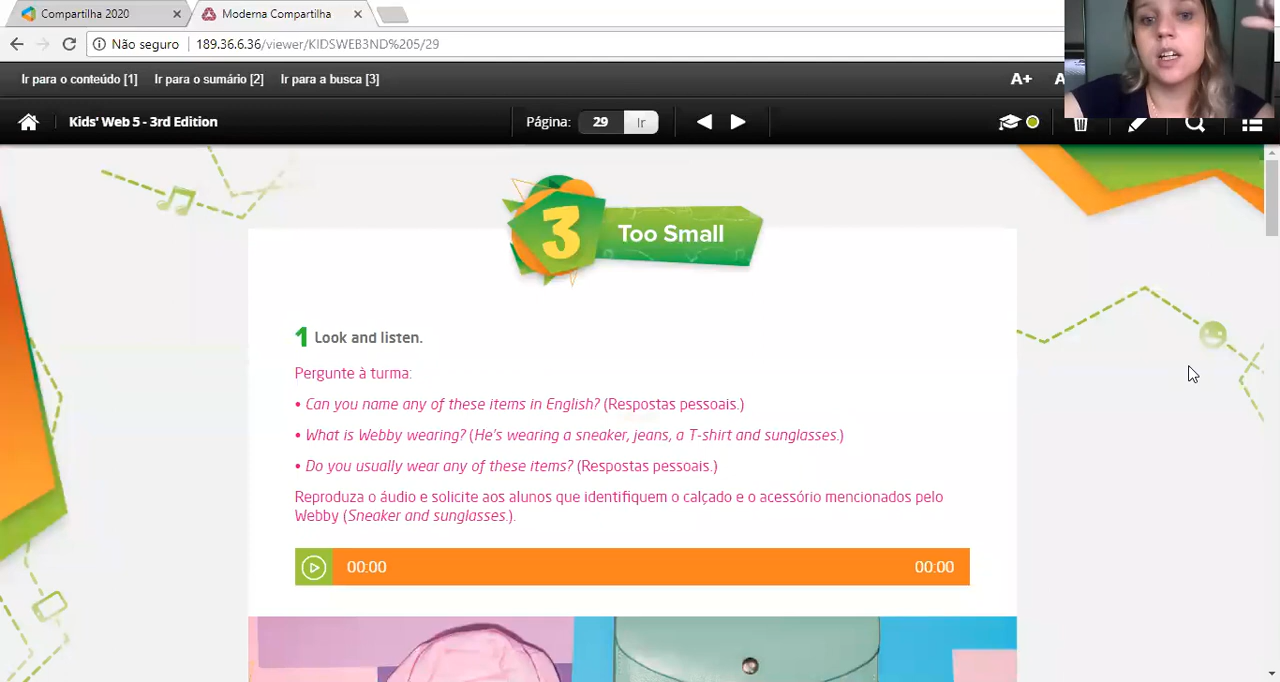 Compartilha 2020
Moderna Compartilha
Não seguro
189.36.6.36/viewer/KIDSWEB3ND%205/29
Ir para o conteúdo [1] Ir para o sumário [2] Ir para a busca [3]
A+
Kids' Web 5 - 3rd Edition
Página: 29 Ir
3
Too Small
1 Look and listen.
Pergunte à turma:
• Can you name any of these items in English? (Respostas pessoais.)
• What is Webby wearing? (He's wearing a sneaker, jeans, a T-shirt and sunglasses.)
• Do you usually wear any of these items? (Respostas pessoais.)
Reproduza o áudio e solicite aos alunos que identifiquem o calçado e o acessório mencionados pelo
Webby (Sneaker and sunglasses.).
00:00 00:00